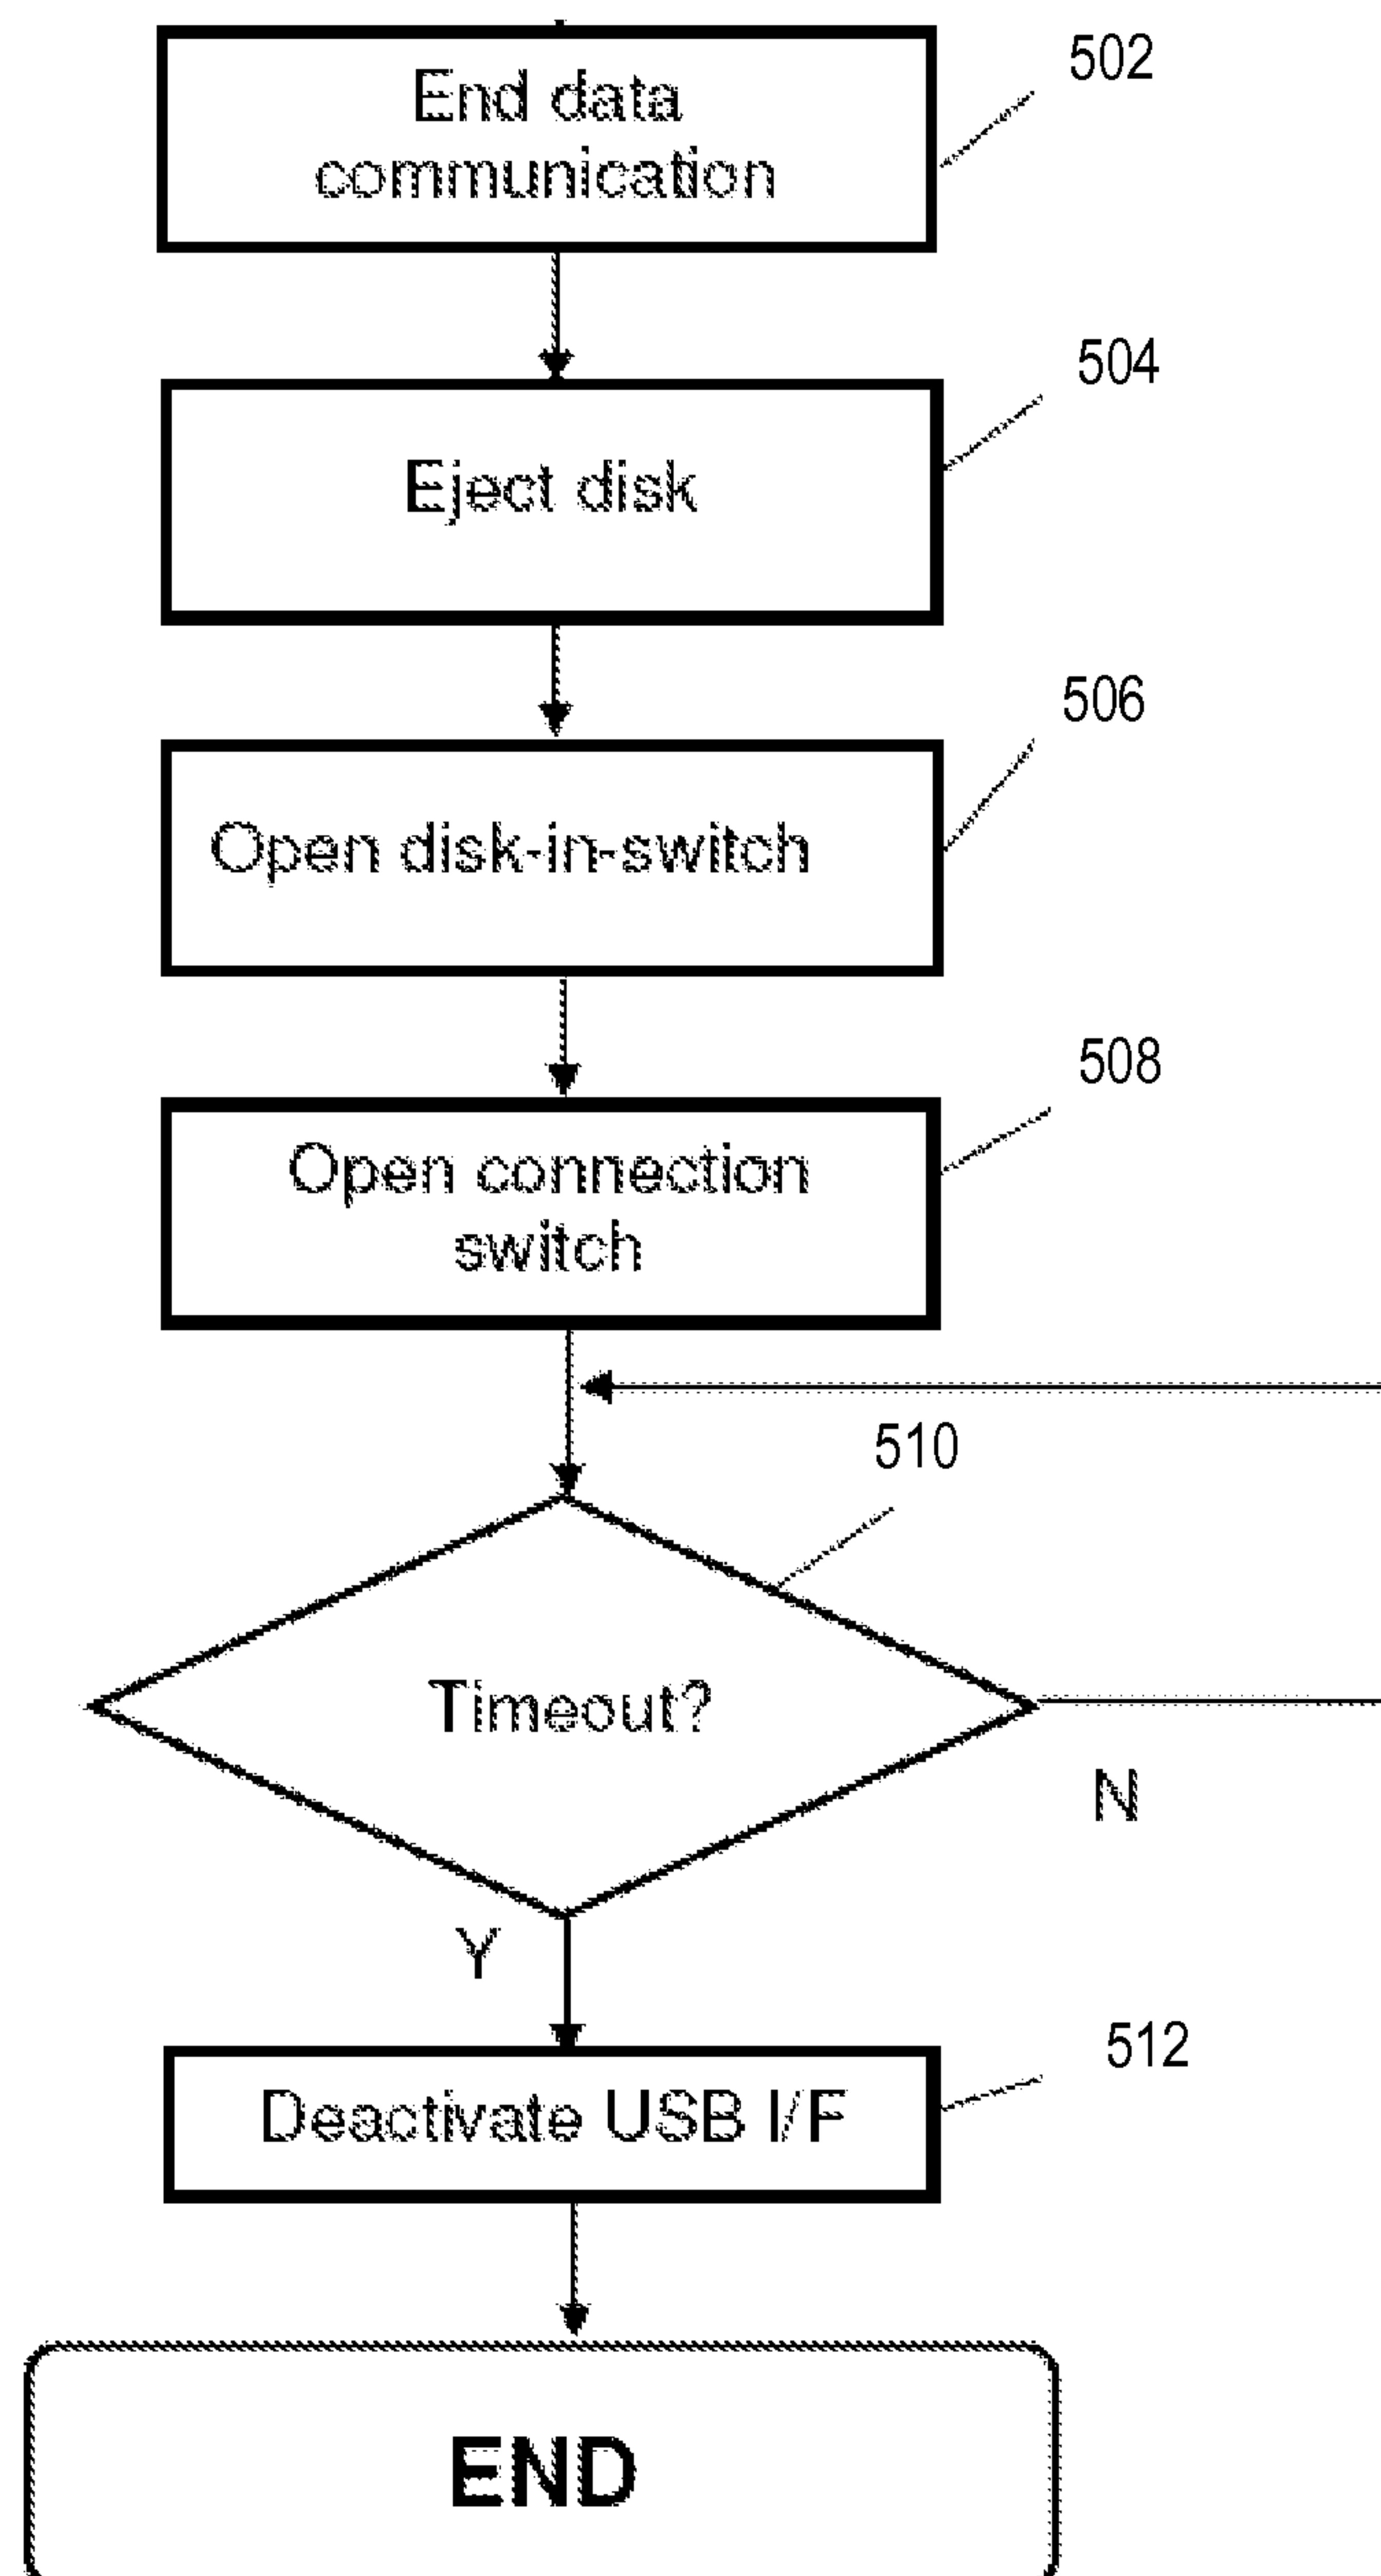 502
End data
communication
504
Eject disk
506
Open disk-in-switch
508
Open connection
switch
510
Timeout?
N
Y
512
Deactivate USB I/F
END